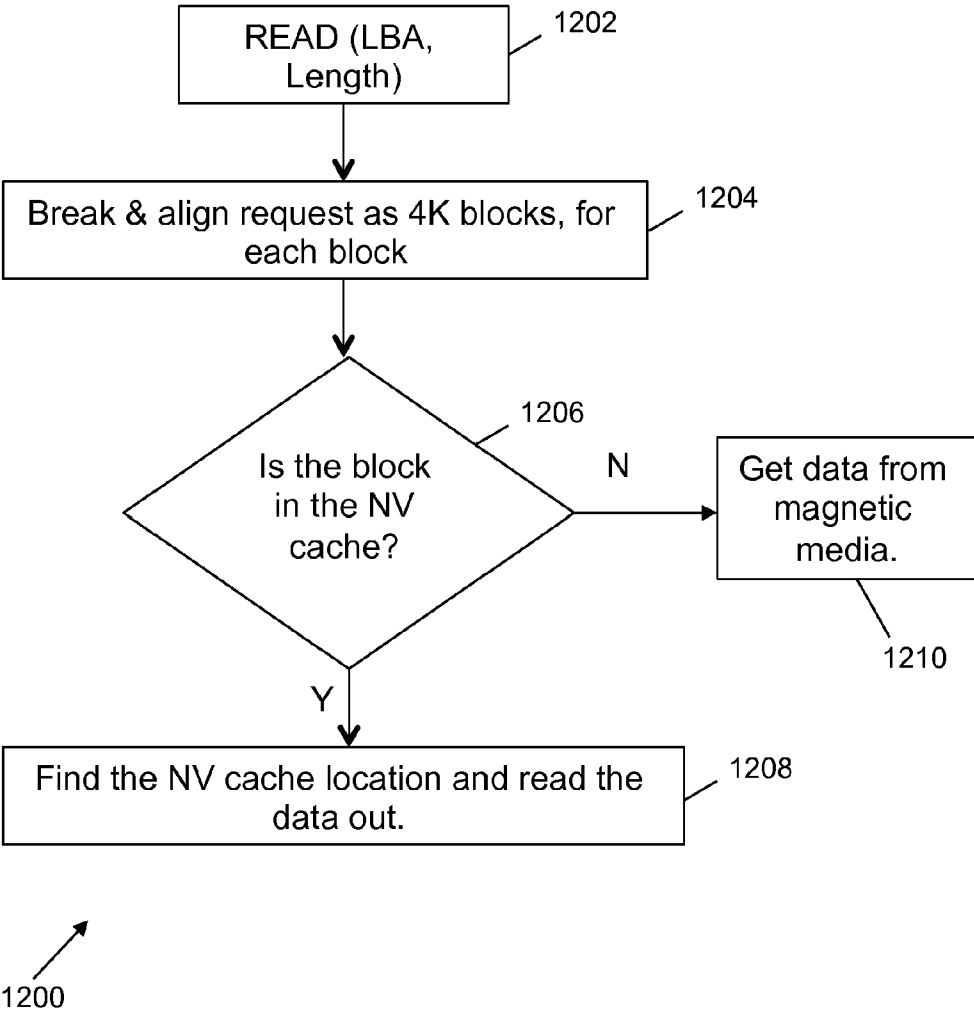 READ (LBA,
Length)
1202
Break & align request as 4K blocks, for
each block
1204
Is the block
in the NV
cache?
1206
N
Get data from
magnetic
media.
1210
Y
Find the NV cache location and read the
data out.
1208
1200